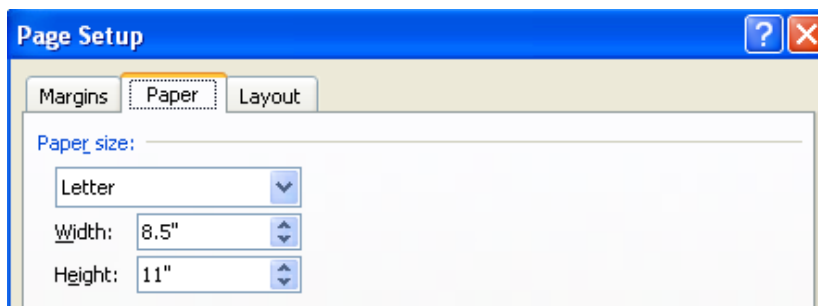 Page Setup ?
Margins Paper Layout
Paper size:
Letter
Width: 8.5"
Height: 11"